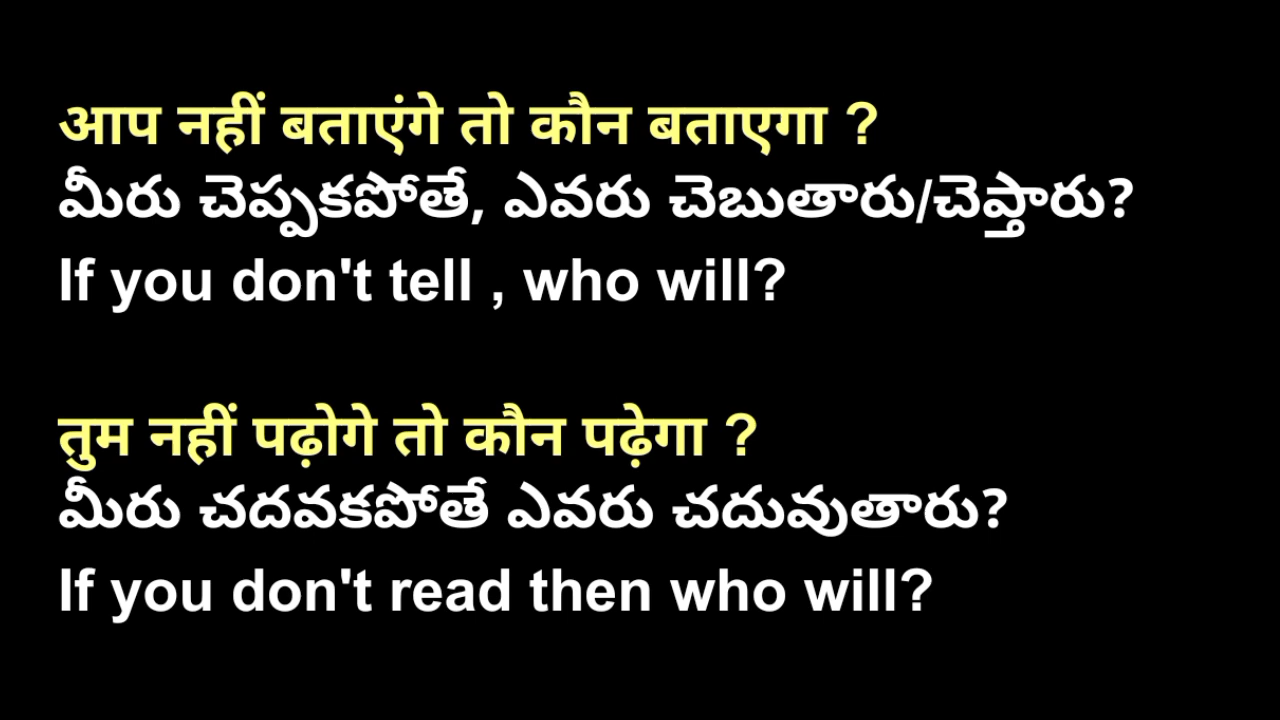 आप नहीं बताएंगे तो कौन बताएगा ?
మీరు చెప్పకపోతే, ఎవరు చెబుతారు/చెప్తారు?
If you don't tell , who will?
तुम नहीं पढ़ोगे तो कौन पढ़ेगा ?
మీరు చదవకపోతే ఎవరు చదువుతారు?
If you don't read then who will?